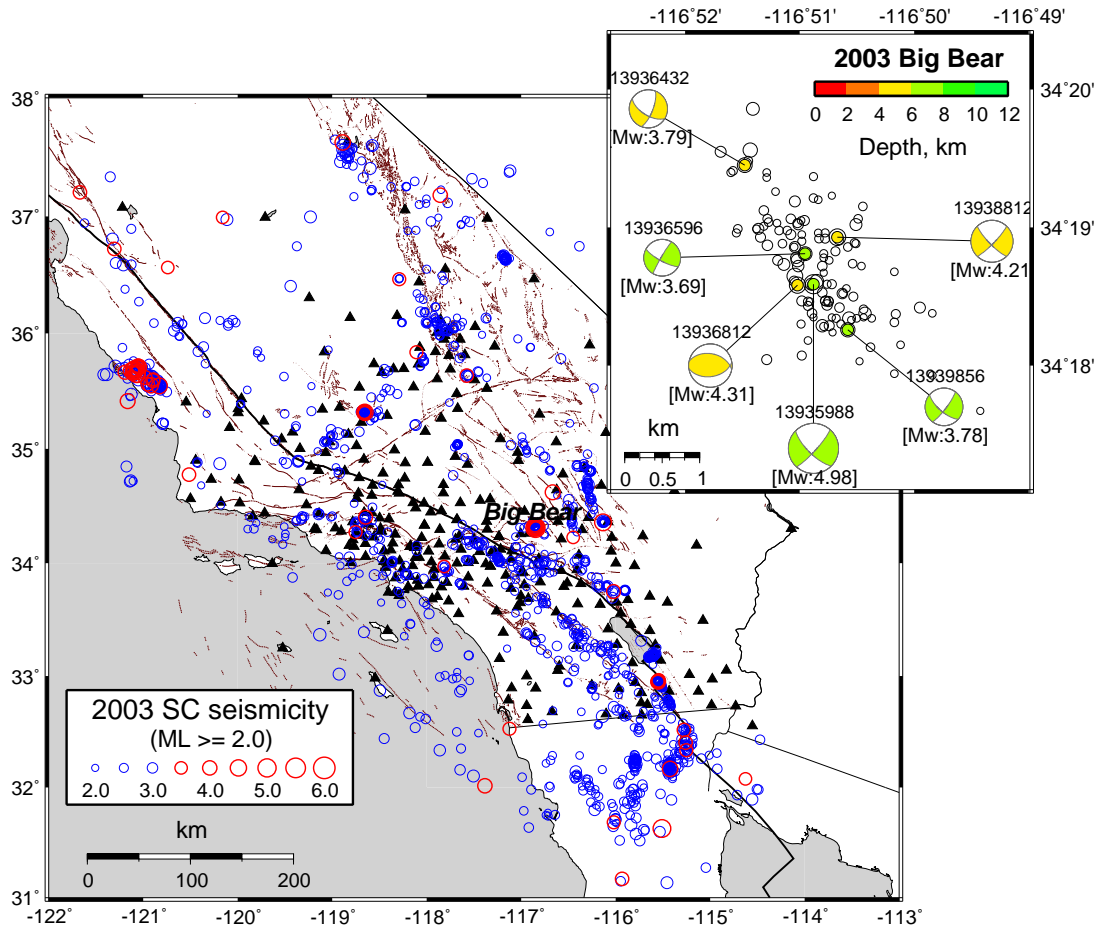 -116˚52' -116˚51' -116˚50' -116˚49'
2003 Big Bear
0 2 4 6 8 10 12
Depth, km
34˚20'
34˚19'
34˚18'
13936432
[Mw:3.79]
13936596
[Mw:3.69]
13938812
[Mw:4.21]
13936812
[Mw:4.31]
13935988
[Mw:4.98]
13939856
[Mw:3.78]
km
0 0.5 1
38˚
37˚
36˚
35˚
34˚
33˚
32˚
31˚
Big Bear
2003 SC seismicity
(ML >= 2.0)
2.0 3.0 4.0 5.0 6.0
km
0 100 200
-122˚ -121˚ -120˚ -119˚ -118˚ -117˚ -116˚ -115˚ -114˚ -113˚